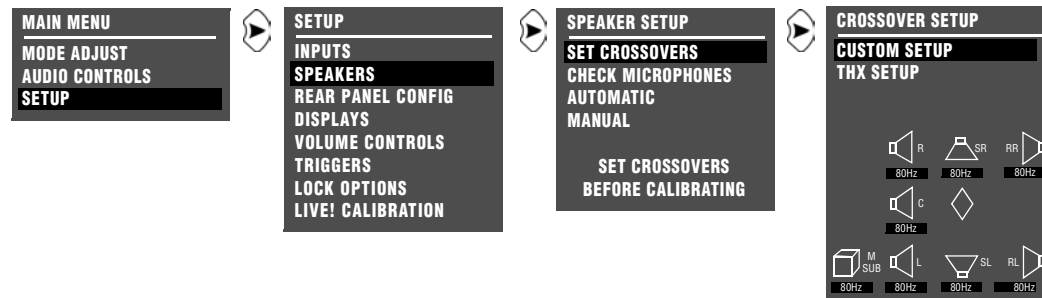 MAIN MENU
MODE ADJUST
AUDIO CONTROLS
SETUP
SETUP
INPUTS
SPEAKERS
REAR PANEL CONFIG
DISPLAYS
VOLUME CONTROLS
TRIGGERS
LOCK OPTIONS
LIVE! CALIBRATION
SPEAKER SETUP
SET CROSSOVERS
CHECK MICROPHONES
AUTOMATIC
MANUAL
SET CROSSOVERS
BEFORE CALIBRATING
CROSSOVER SETUP
CUSTOM SETUP
THX SETUP
R SR RR
80Hz 80Hz 80Hz
C
80Hz
M
SUB L SL RL
80Hz 80Hz 80Hz 80Hz